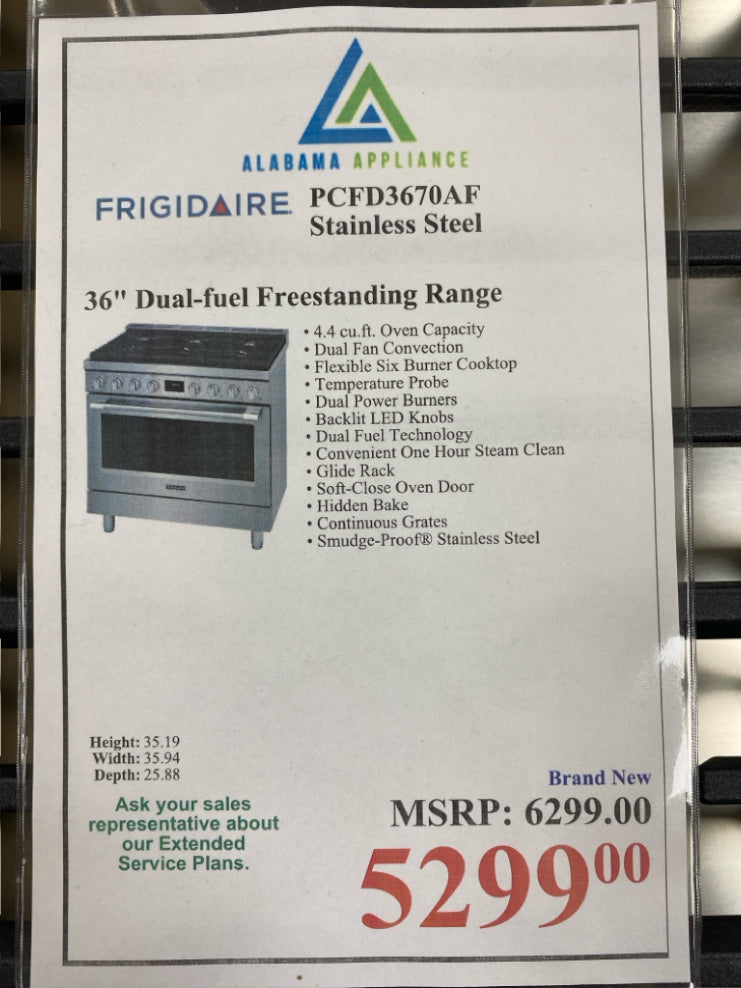 ALABAMA APPLIANCE
FRIGIDAIRE
PCFD3670AF
Stainless Steel
36" Dual-fuel Freestanding Range
• 4.4 cu.ft. Oven Capacity
• Dual Fan Convection
• Flexible Six Burner Cooktop
• Temperature Probe
• Dual Power Burners
• Backlit LED Knobs
• Dual Fuel Technology
• Convenient One Hour Steam Clean
• Glide Rack
• Soft-Close Oven Door
• Hidden Bake
• Continuous Grates
• Smudge-Proof® Stainless Steel
Height: 35.19
Width: 35.94
Depth: 25.88
Ask your sales
representative about
our Extended
Service Plans.
Brand New
MSRP: 6299.00
5299 00